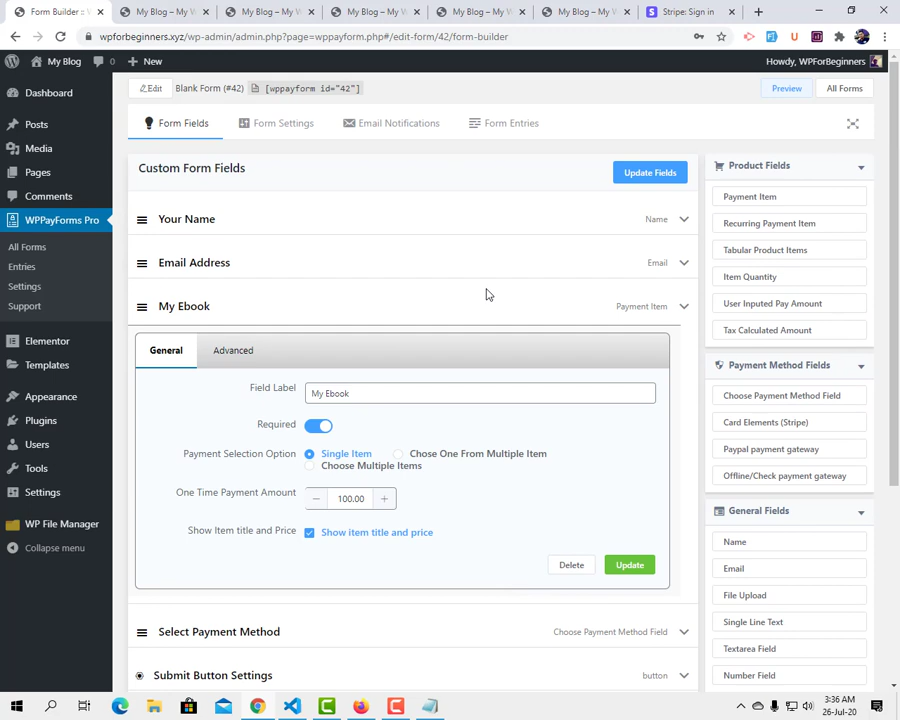 Form Builder ::
My Blog – My W
My Blog – My W
My Blog – My W
My Blog – My W
My Blog – My W
Stripe: Sign in
wpforbeginners.xyz/wp-admin/admin.php?page=wppayform.php#/edit-form/42/form-builder
My Blog
New
Howdy, WPForBeginners
Dashboard
Posts
Media
Pages
Comments
WPPayForms Pro
All Forms
Entries
Settings
Support
Elementor
Templates
Appearance
Plugins
Users
Tools
Settings
WP File Manager
Collapse menu
Edit
Blank Form (#42)
[wppayform id="42"]
Preview
All Forms
Form Fields
Form Settings
Email Notifications
Form Entries
Custom Form Fields
Update Fields
Your Name
Name
Email Address
Email
My Ebook
Payment Item
General
Advanced
Field Label
My Ebook
Required
Payment Selection Option
Single Item
Chose One From Multiple Item
Choose Multiple Items
One Time Payment Amount
100.00
Show Item title and Price
Show item title and price
Delete
Update
Select Payment Method
Choose Payment Method Field
Submit Button Settings
button
Product Fields
Payment Item
Recurring Payment Item
Tabular Product Items
Item Quantity
User Inputed Pay Amount
Tax Calculated Amount
Payment Method Fields
Choose Payment Method Field
Card Elements (Stripe)
Paypal payment gateway
Offline/Check payment gateway
General Fields
Name
Email
File Upload
Single Line Text
Textarea Field
Number Field
3:36 AM
26-Jul-20